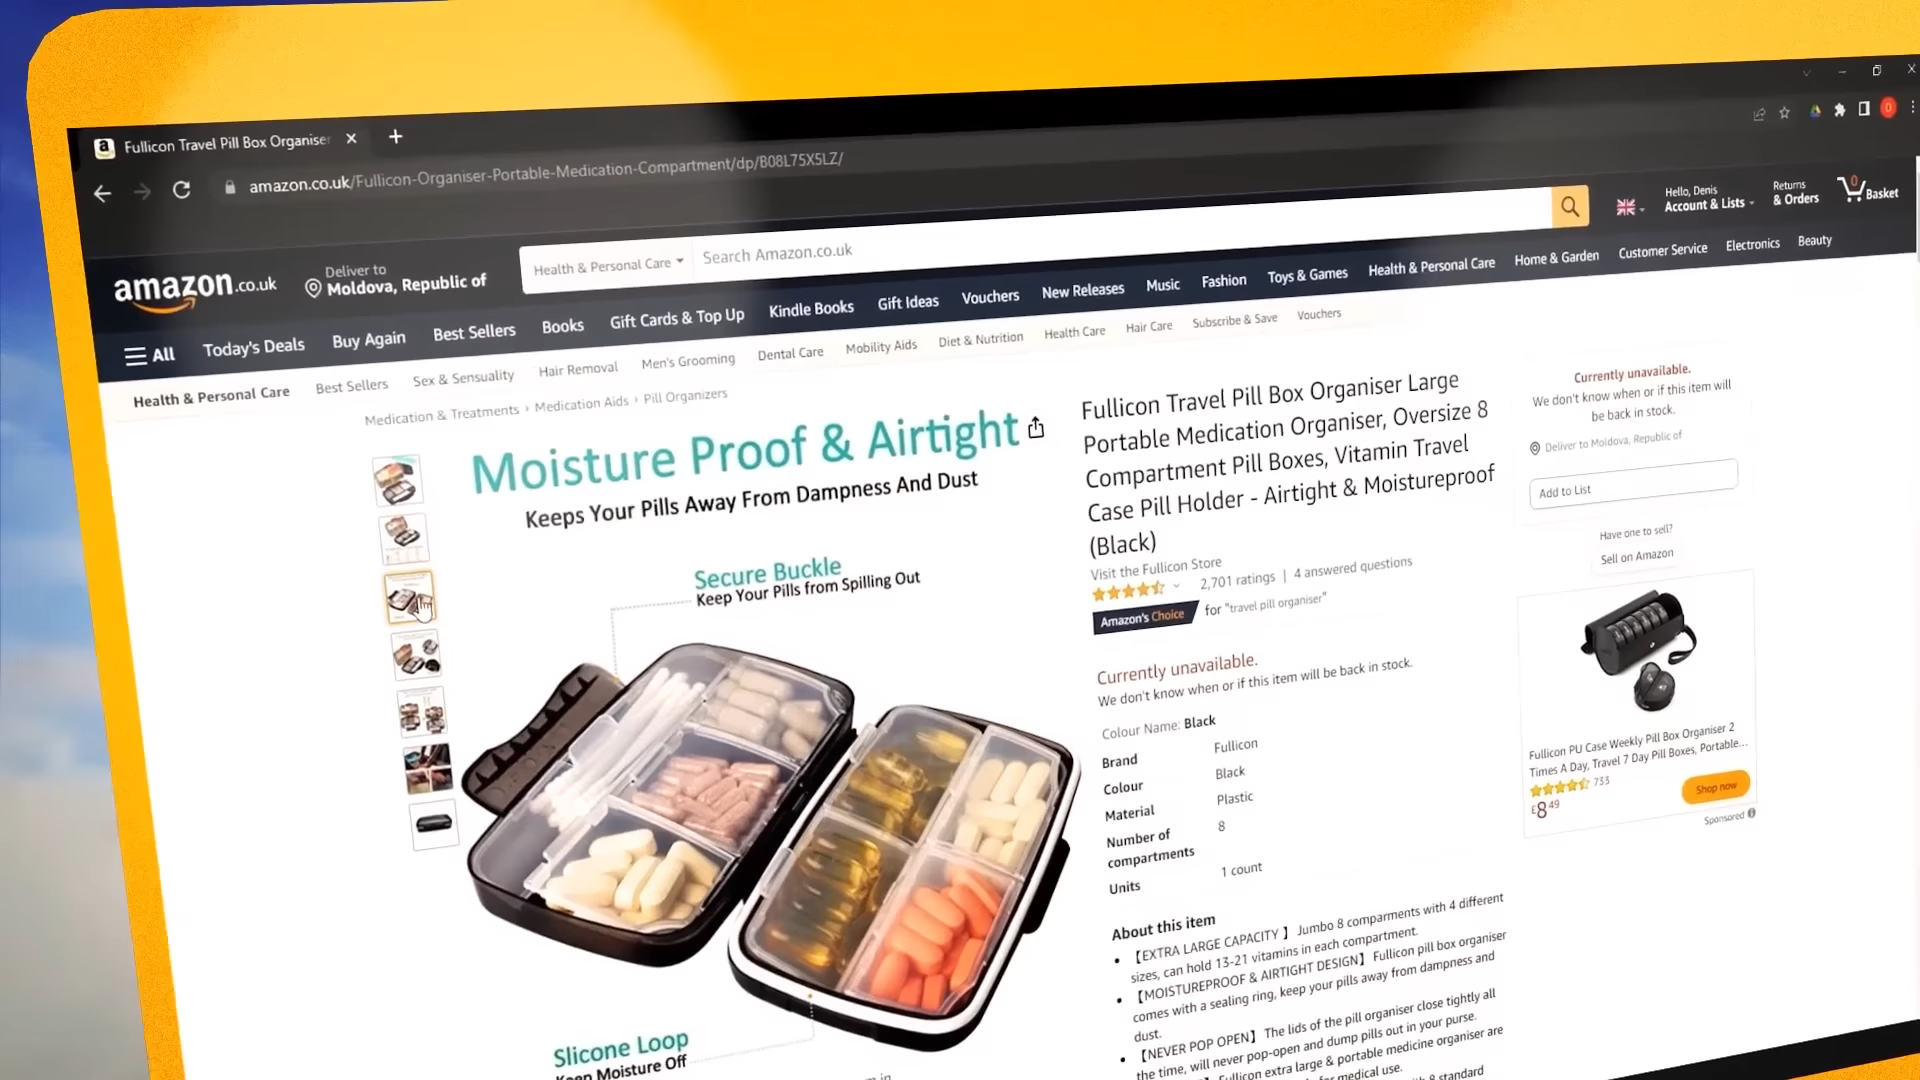 Fullicon Travel Pill Box Organiser
amazon.co.uk/Fullicon-Organiser-Portable-Medication-Compartment/dp/B08L75X5LZ/
amazon.co.uk
Deliver to
Moldova, Republic of
Health & Personal Care
Search Amazon.co.uk
Hello, Denis
Account & Lists
Returns
& Orders
0
Basket
All
Today's Deals
Buy Again
Best Sellers
Books
Gift Cards & Top Up
Kindle Books
Gift Ideas
Vouchers
New Releases
Music
Fashion
Toys & Games
Health & Personal Care
Home & Garden
Customer Service
Electronics
Beauty
Health & Personal Care
Best Sellers
Sex & Sensuality
Hair Removal
Men's Grooming
Dental Care
Mobility Aids
Diet & Nutrition
Health Care
Hair Care
Subscribe & Save
Vouchers
Medication & Treatments › Medication Aids › Pill Organizers
Moisture Proof & Airtight
Keeps Your Pills Away From Dampness And Dust
Secure Buckle
Keep Your Pills from Spilling Out
Slicone Loop
Keep Moisture Off
Fullicon Travel Pill Box Organiser Large
Portable Medication Organiser, Oversize 8
Compartment Pill Boxes, Vitamin Travel
Case Pill Holder - Airtight & Moistureproof
(Black)
Visit the Fullicon Store
2,701 ratings | 4 answered questions
Amazon's Choice for "travel pill organiser"
Currently unavailable.
We don't know when or if this item will be back in stock.
Colour Name: Black
Brand Fullicon
Colour Black
Material Plastic
Number of compartments 8
Units 1 count
About this item
• 【EXTRA LARGE CAPACITY 】 Jumbo 8 comparments with 4 different
sizes, can hold 13-21 vitamins in each compartment.
• 【MOISTUREPROOF & AIRTIGHT DESIGN】 Fullicon pill box organiser
comes with a sealing ring, keep your pills away from dampness and
dust.
• 【NEVER POP OPEN】 The lids of the pill organiser close tightly all
the time, will never pop-open and dump pills out in your purse.
Fullicon extra large & portable medicine organiser are
medical use.
8 standard
Currently unavailable.
We don't know when or if this item will
be back in stock.
Deliver to Moldova, Republic of
Add to List
Have one to sell?
Sell on Amazon
Fullicon PU Case Weekly Pill Box Organiser 2
Times A Day, Travel 7 Day Pill Boxes, Portable...
733
£8 49
Shop now
Sponsored